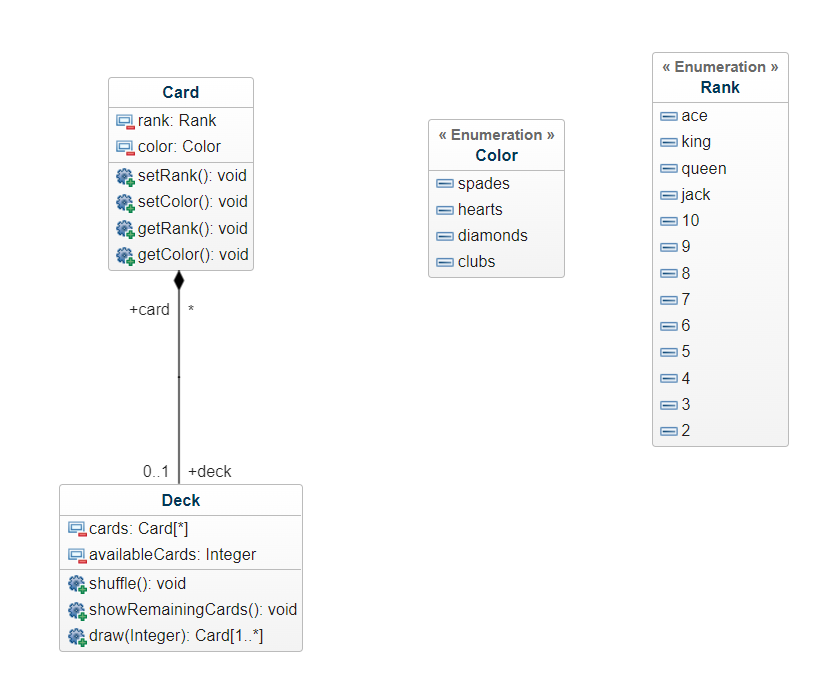 Card
rank: Rank
color: Color
setRank(): void
setColor(): void
getRank(): void
getColor(): void
+card *
0..1 +deck
Deck
cards: Card[*]
availableCards: Integer
shuffle(): void
showRemainingCards(): void
draw(Integer): Card[1..*]
« Enumeration »
Color
spades
hearts
diamonds
clubs
« Enumeration »
Rank
ace
king
queen
jack
10
9
8
7
6
5
4
3
2